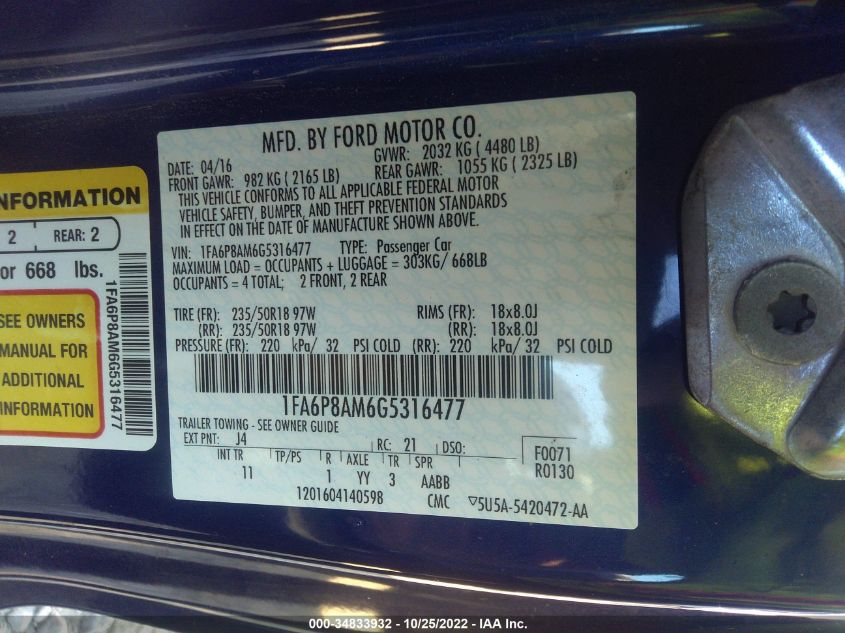 INFORMATION
2 REAR: 2
or 668 lbs.
SEE OWNERS
MANUAL FOR
ADDITIONAL
INFORMATION
1FA6P8AM6G5316477
MFD. BY FORD MOTOR CO.
DATE: 04/16 GVWR: 2032 KG ( 4480 LB)
FRONT GAWR: 982 KG ( 2165 LB) REAR GAWR: 1055 KG ( 2325 LB)
THIS VEHICLE CONFORMS TO ALL APPLICABLE FEDERAL MOTOR
VEHICLE SAFETY, BUMPER, AND THEFT PREVENTION STANDARDS
IN EFFECT ON THE DATE OF MANUFACTURE SHOWN ABOVE.
VIN: 1FA6P8AM6G5316477 TYPE: Passenger Car
MAXIMUM LOAD = OCCUPANTS + LUGGAGE = 303KG/ 668LB
OCCUPANTS = 4 TOTAL; 2 FRONT, 2 REAR
TIRE (FR): 235/50R18 97W RIMS (FR): 18x8.0J
(RR): 235/50R18 97W (RR): 18x8.0J
PRESSURE (FR): 220 kPa/ 32 PSI COLD (RR): 220 kPa/ 32 PSI COLD
1FA6P8AM6G5316477
TRAILER TOWING - SEE OWNER GUIDE
EXT PNT: J4 RC: 21 DSO: F0071
INT TR TP/PS R AXLE TR SPR R0130
11 1 YY 3 AABB
1201604140598 CMC ▽5U5A-5420472-AA
000-34833932 - 10/25/2022 - IAA Inc.